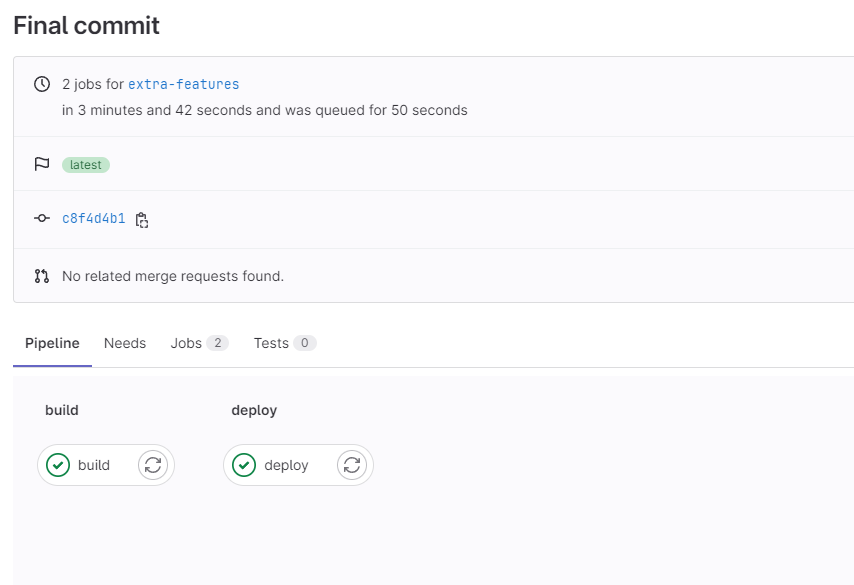 Final commit
2 jobs for extra-features
in 3 minutes and 42 seconds and was queued for 50 seconds
latest
c8f4d4b1
No related merge requests found.
Pipeline Needs Jobs 2 Tests 0
build deploy
build deploy